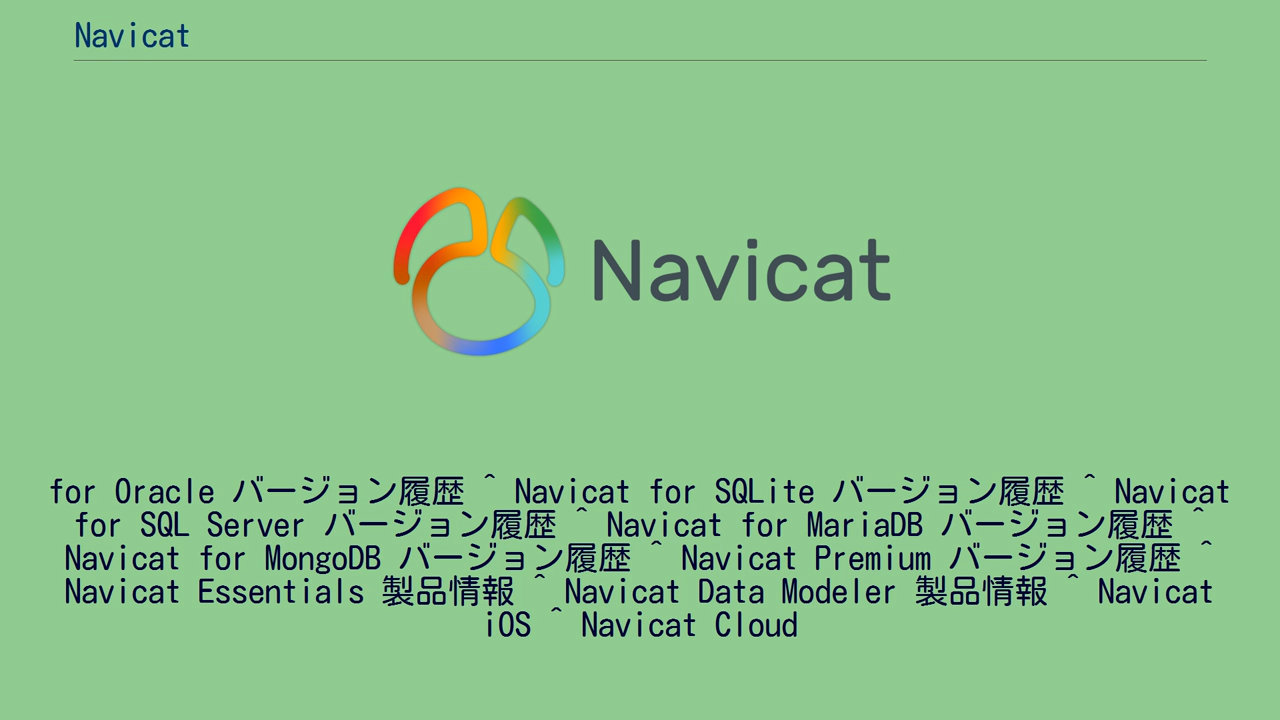 Navicat
Navicat
for Oracle バージョン履歴 ^ Navicat for SQLite バージョン履歴 ^ Navicat
for SQL Server バージョン履歴 ^ Navicat for MariaDB バージョン履歴 ^
Navicat for MongoDB バージョン履歴 ^ Navicat Premium バージョン履歴 ^
Navicat Essentials 製品情報 ^ Navicat Data Modeler 製品情報 ^ Navicat
iOS ^ Navicat Cloud